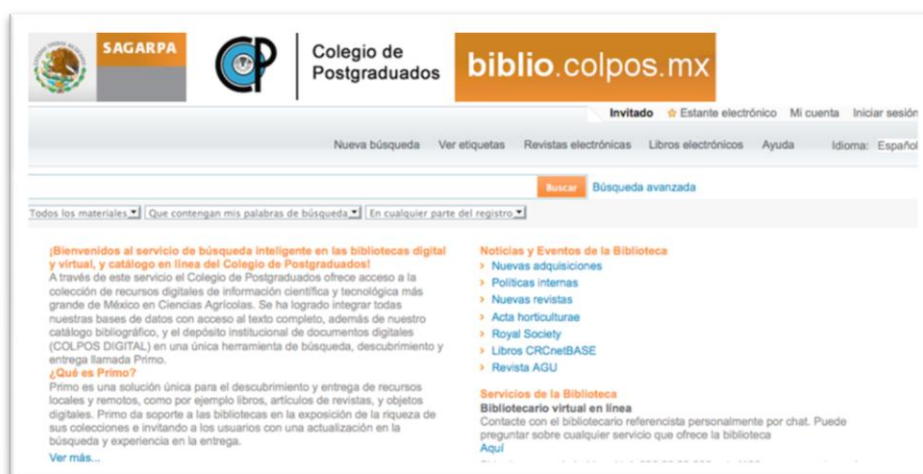 SAGARPA
Colegio de
Postgraduados
biblio.colpos.mx
Invitado Estante electrónico Mi cuenta Iniciar sesión
Nueva búsqueda Ver etiquetas Revistas electrónicas Libros electrónicos Ayuda Idioma: Español
Buscar Búsqueda avanzada
Todos los materiales Que contengan mis palabras de búsqueda En cualquier parte del registro
¡Bienvenidos al servicio de búsqueda inteligente en las bibliotecas digital
y virtual, y catálogo en línea del Colegio de Postgraduados!
A través de este servicio el Colegio de Postgraduados ofrece acceso a la
colección de recursos digitales de información científica y tecnológica más
grande de México en Ciencias Agrícolas. Se ha logrado integrar todas
nuestras bases de datos con acceso al texto completo, además de nuestro
catálogo bibliográfico, y el depósito institucional de documentos digitales
(COLPOS DIGITAL) en una única herramienta de búsqueda, descubrimiento y
entrega llamada Primo.
¿Qué es Primo?
Primo es una solución única para el descubrimiento y entrega de recursos
locales y remotos, como por ejemplo libros, artículos de revistas, y objetos
digitales. Primo da soporte a las bibliotecas en la exposición de la riqueza de
sus colecciones e invitando a los usuarios con una actualización en la
búsqueda y experiencia en la entrega.
Ver más...
Noticias y Eventos de la Biblioteca
Nuevas adquisiciones
Políticas internas
Nuevas revistas
Acta horticulturae
Royal Society
Libros CRCnetBASE
Revista AGU
Servicios de la Biblioteca
Bibliotecario virtual en línea
Contacte con el bibliotecario referencista personalmente por chat. Puede
preguntar sobre cualquier servicio que ofrece la biblioteca
Aquí